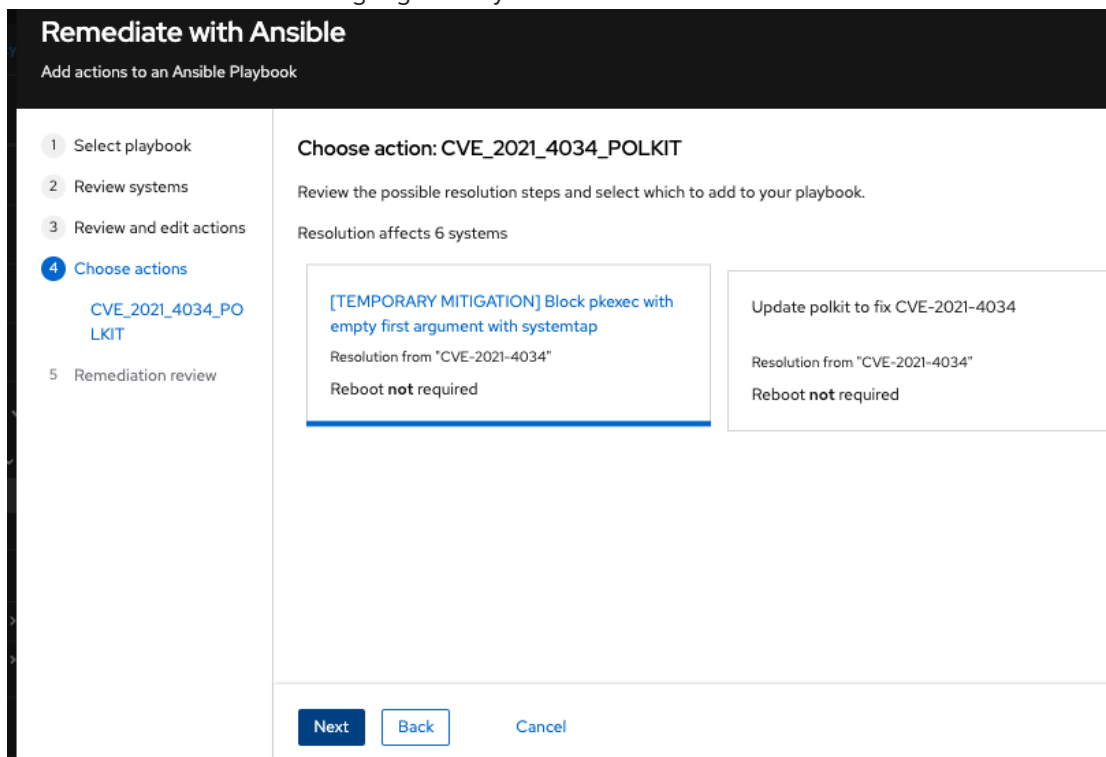 Remediate with Ansible
Add actions to an Ansible Playbook
1 Select playbook
2 Review systems
3 Review and edit actions
4 Choose actions
CVE_2021_4034_PO
LKIT
5 Remediation review
Choose action: CVE_2021_4034_POLKIT
Review the possible resolution steps and select which to add to your playbook.
Resolution affects 6 systems
[TEMPORARY MITIGATION] Block pkexec with
empty first argument with systemtap
Resolution from "CVE-2021-4034"
Reboot not required
Update polkit to fix CVE-2021-4034
Resolution from "CVE-2021-4034"
Reboot not required
Next
Back
Cancel